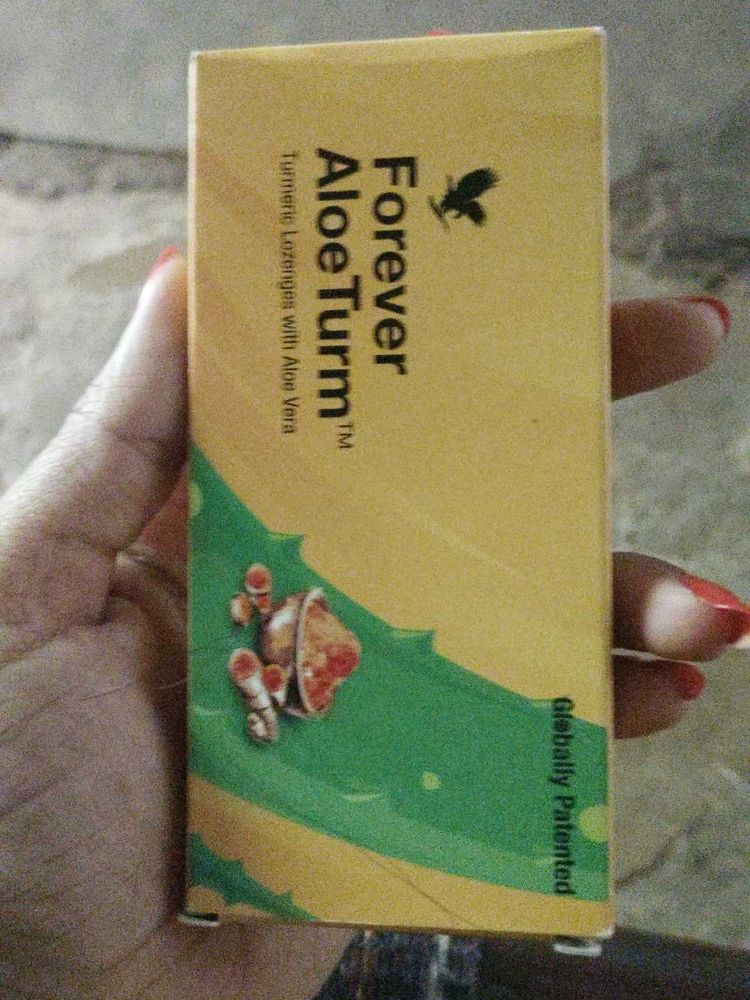 Forever
AloeTurm™
Turmeric Lozenges with Aloe Vera
Globally Patented